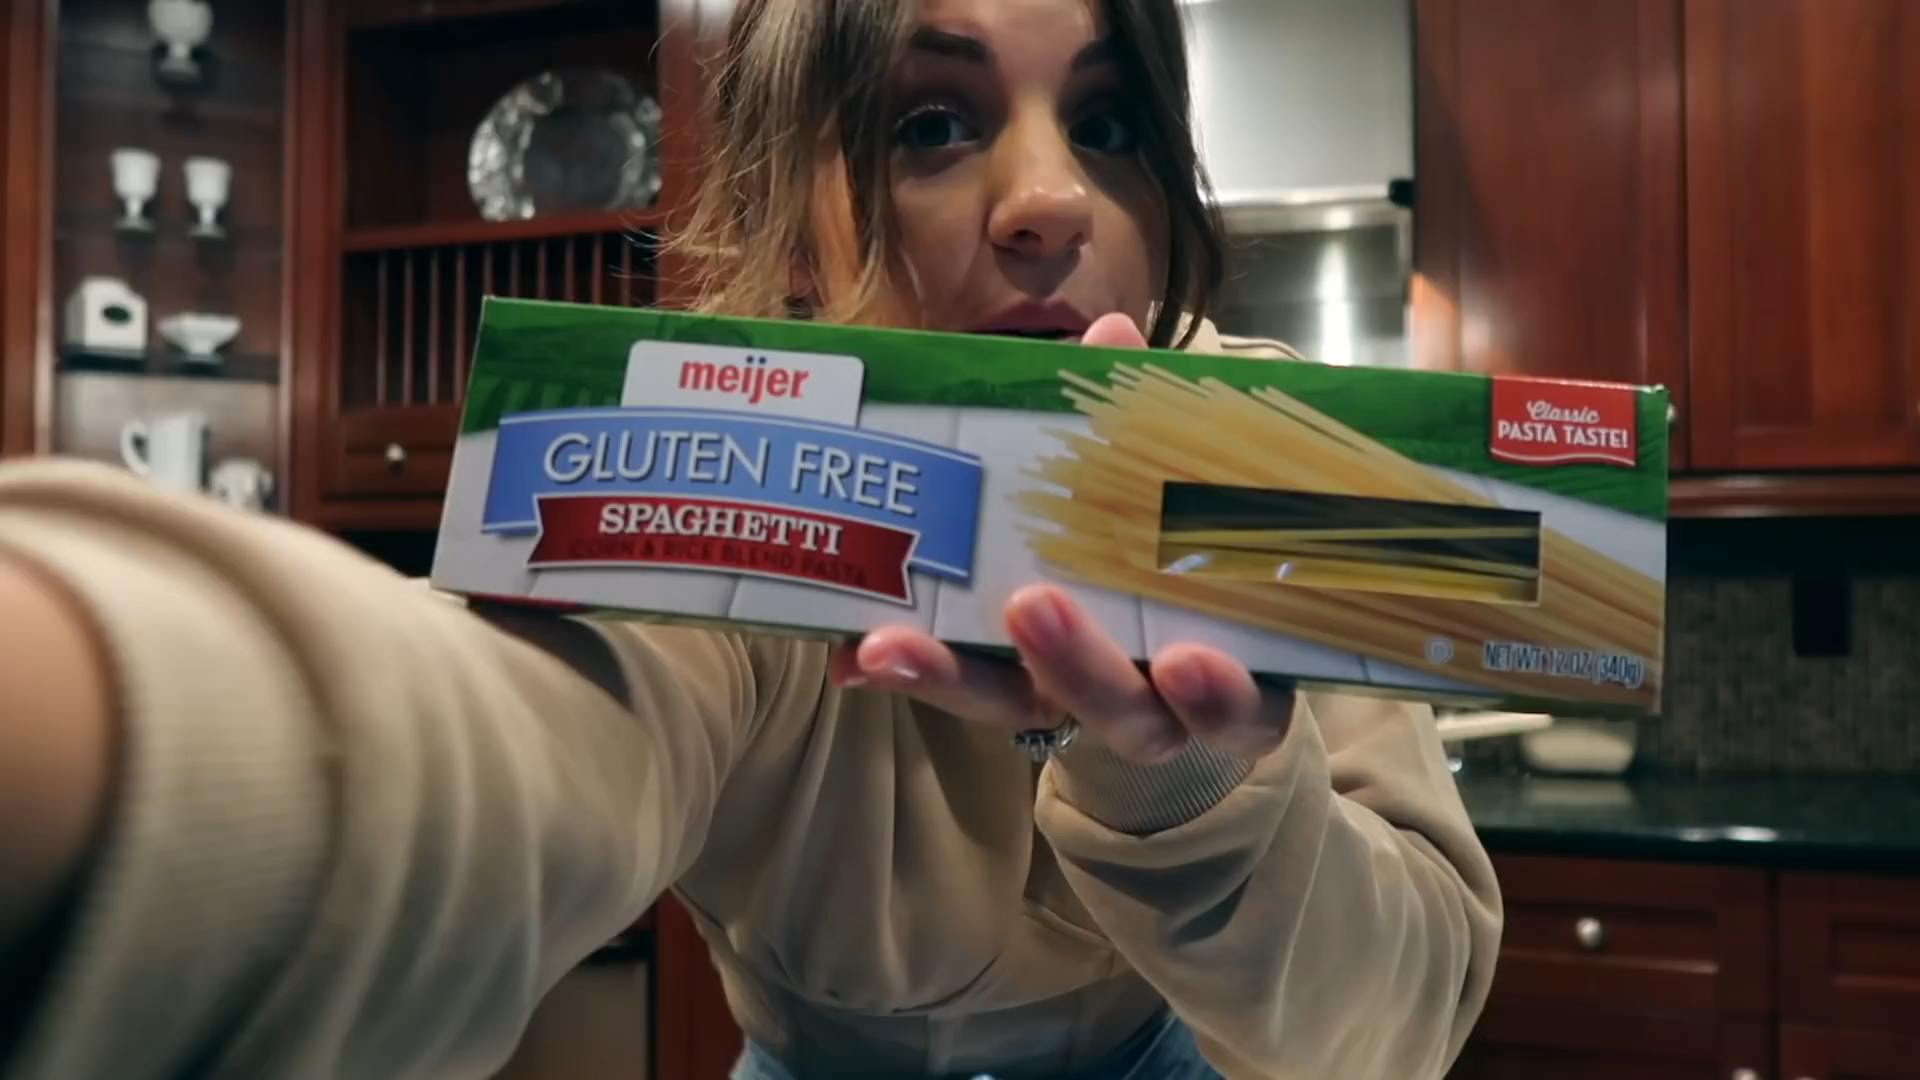 meijer
GLUTEN FREE
SPAGHETTI
CORN & RICE BLEND PASTA
Classic
PASTA TASTE!
NET WT 12 OZ (340g)